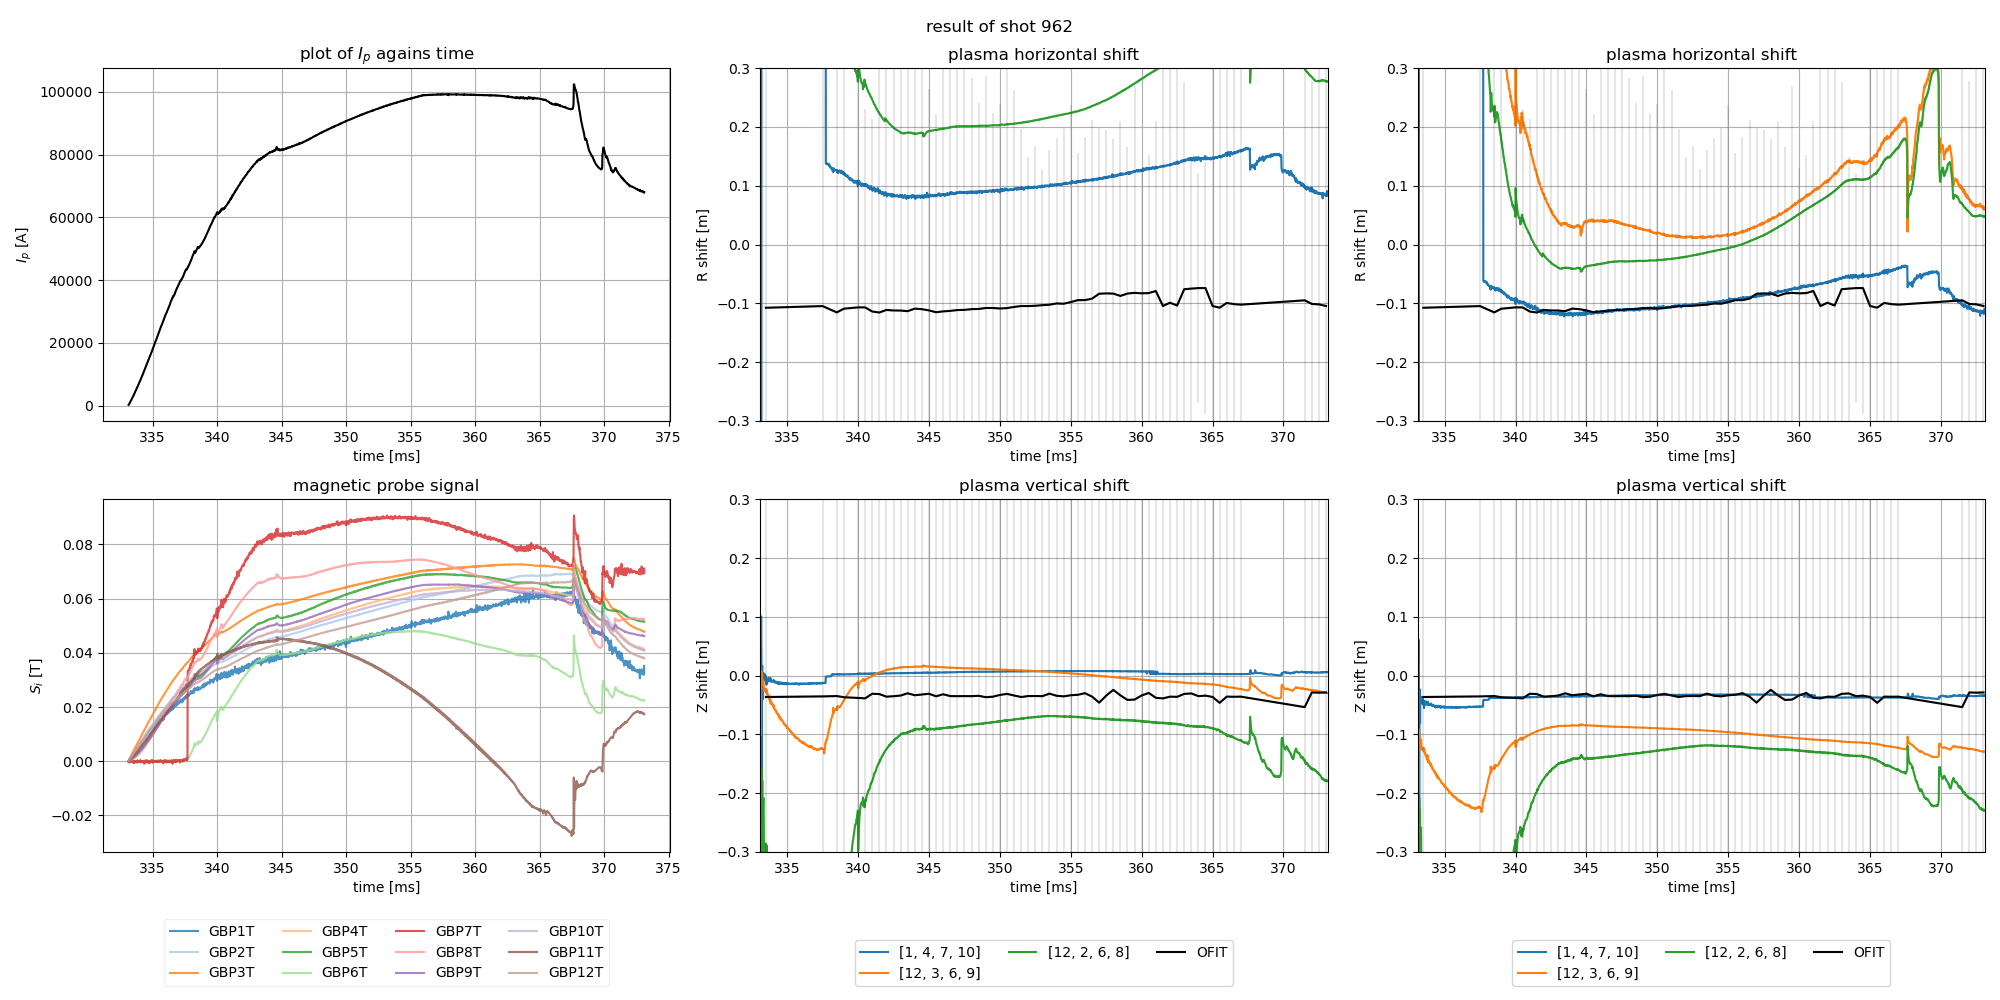 result of shot 962
plot of $I_p$ agains time
plasma horizontal shift
plasma horizontal shift
I_p [A]
100000
80000
60000
40000
20000
0
335 340 345 350 355 360 365 370 375
time [ms]
R shift [m]
0.3
0.2
0.1
0.0
−0.1
−0.2
−0.3
335 340 345 350 355 360 365 370
time [ms]
R shift [m]
0.3
0.2
0.1
0.0
−0.1
−0.2
−0.3
335 340 345 350 355 360 365 370
time [ms]
magnetic probe signal
plasma vertical shift
plasma vertical shift
S_i [T]
0.08
0.06
0.04
0.02
0.00
−0.02
335 340 345 350 355 360 365 370 375
time [ms]
Z shift [m]
0.3
0.2
0.1
0.0
−0.1
−0.2
−0.3
335 340 345 350 355 360 365 370
time [ms]
Z shift [m]
0.3
0.2
0.1
0.0
−0.1
−0.2
−0.3
335 340 345 350 355 360 365 370
time [ms]
GBP1T GBP4T GBP7T GBP10T
GBP2T GBP5T GBP8T GBP11T
GBP3T GBP6T GBP9T GBP12T
[1, 4, 7, 10] [12, 2, 6, 8] OFIT
[12, 3, 6, 9]
[1, 4, 7, 10] [12, 2, 6, 8] OFIT
[12, 3, 6, 9]